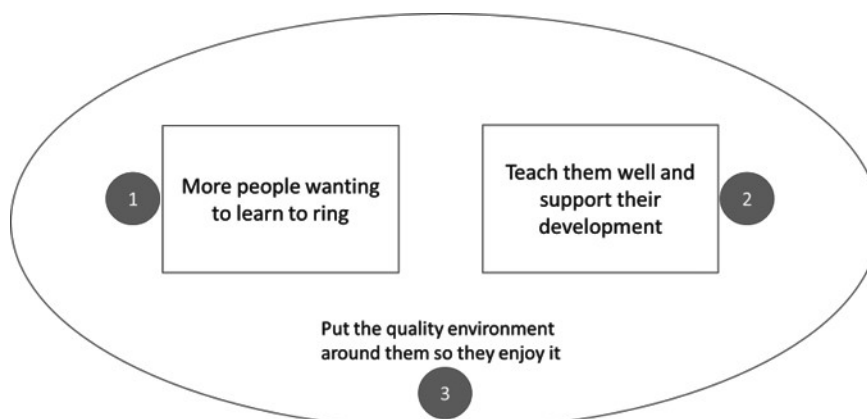 1
More people wanting
to learn to ring
Teach them well and
support their
development
2
Put the quality environment
around them so they enjoy it
3